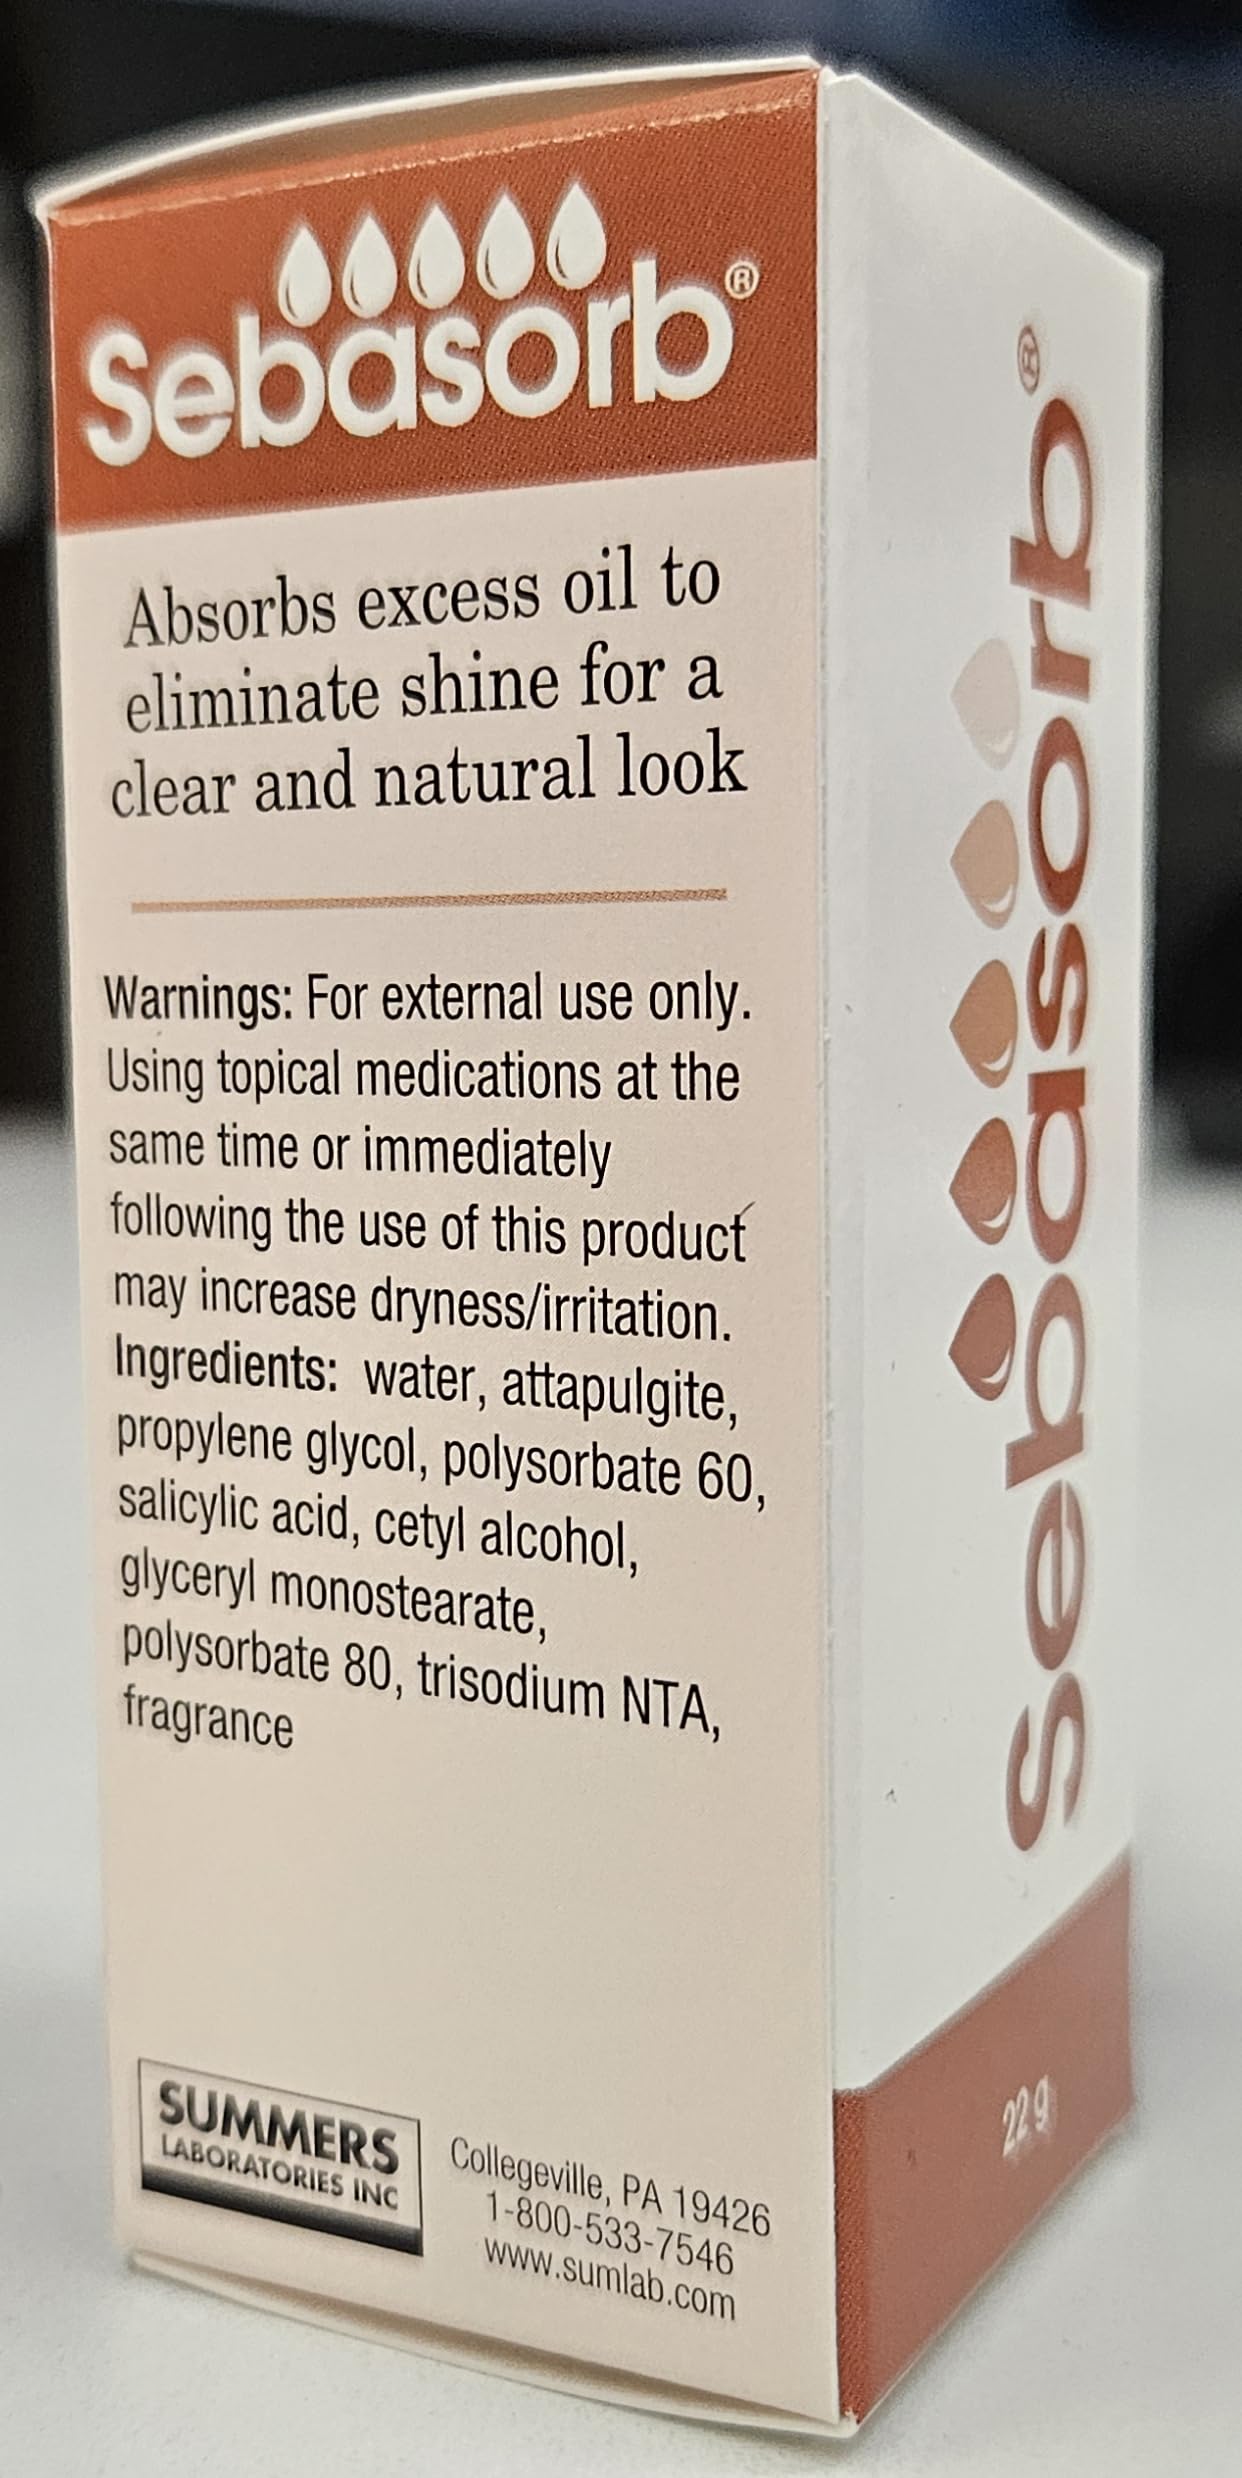 Sebasorb®
Absorbs excess oil to
eliminate shine for a
clear and natural look
Warnings: For external use only.
Using topical medications at the
same time or immediately
following the use of this product
may increase dryness/irritation.
Ingredients: water, attapulgite,
propylene glycol, polysorbate 60,
salicylic acid, cetyl alcohol,
glyceryl monostearate,
polysorbate 80, trisodium NTA,
fragrance
SUMMERS
LABORATORIES INC
Collegeville, PA 19426
1-800-533-7546
www.sumlab.com
Sebasorb®
22 g